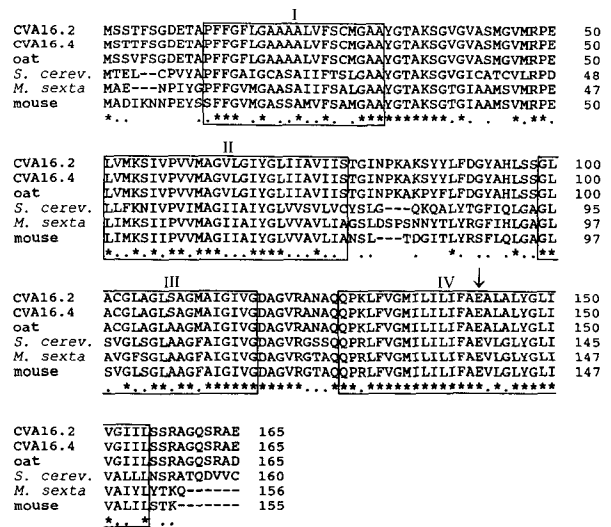 I
CVA16.2 MSSTFSGDETAPFFGFLGAAAALVFSCMGAAYGTAKSGVGVASMGVMRPE 50
CVA16.4 MSTTFSGDETAPFFGFLGAAAALVFSCMGAAYGTAKSGVGVASMGVMRPE 50
oat MSSVFSGDETAPFFGFLGAAAALVFSCMGAAYGTAKSGVGVASMGVMRPE 50
S. cerev. MTEL--CPVYAPFFGAIGCASAIIFTSLGAAYGTAKSGVGICATCVLRPD 48
M. sexta MAE---NPIYGPFFGVMGAASAIIFSALGAAYGTAKSGTGIAAMSVMRPE 47
mouse MADIKNNPEYSSFFGVMGASSAMVFSAMGAAYGTAKSGTGIAAMSVMRPE 50
II
CVA16.2 LVMKSIVPVVMAGVLGIYGLIIAVIISTGINPKAKSYYLFDGYAHLSSGL 100
CVA16.4 LVMKSIVPVVMAGVLGIYGLIIAVIISTGINPKAKSYYLFDGYAHLSSGL 100
oat LVMKSIVPVVMAGVLGIYGLIIAVIISTGINPKAKPYFLFDGYAHLSSGL 100
S. cerev. LLFKNIVPVIMAGIIAIYGLVVSVLVCYSLG---QKQALYTGFIQLGAGL 95
M. sexta LIMKSIIPVVMAGIIAIYGLVVAVLIAGSLDSPSNNYTLYRGFIHLGAGL 97
mouse LIMKSIIPVVMAGIIAIYGLVVAVLIANSL---TDGITLYRSFLQLGAGL 97
III IV ↓
CVA16.2 ACGLAGLSAGMAIGIVGDAGVRANAQQPKLFVGMILILIFAEALALYGLI 150
CVA16.4 ACGLAGLSAGMAIGIVGDAGVRANAQQPKLFVGMILILIFAEALALYGLI 150
oat ACGLAGLAAGMAIGIVGDAGVRANAQQPKLFVGMILILIFAEALALYGLI 150
S. cerev. SVGLSGLAAGFAIGIVGDAGVRGSSQQPRLFVGMILILIFAEVLGLYGLI 145
M. sexta AVGFSGLAAGFAIGIVGDAGVRGTAQQPRLFVGMILILIFAEVLGLYGLI 147
mouse SVGLSGLAAGFAIGIVGDAGVRGTAQQPRLFVGMILILIFAEVLGLYGLI 147
CVA16.2 VGIILSSRAGQSRAE 165
CVA16.4 VGIILSSRAGQSRAE 165
oat VGIILSSRAGQSRAD 165
S. cerev. VALLLNSRATQDVVC 160
M. sexta VAIYLYTKQ------- 156
mouse VALILSTK------- 155
*.. * ..